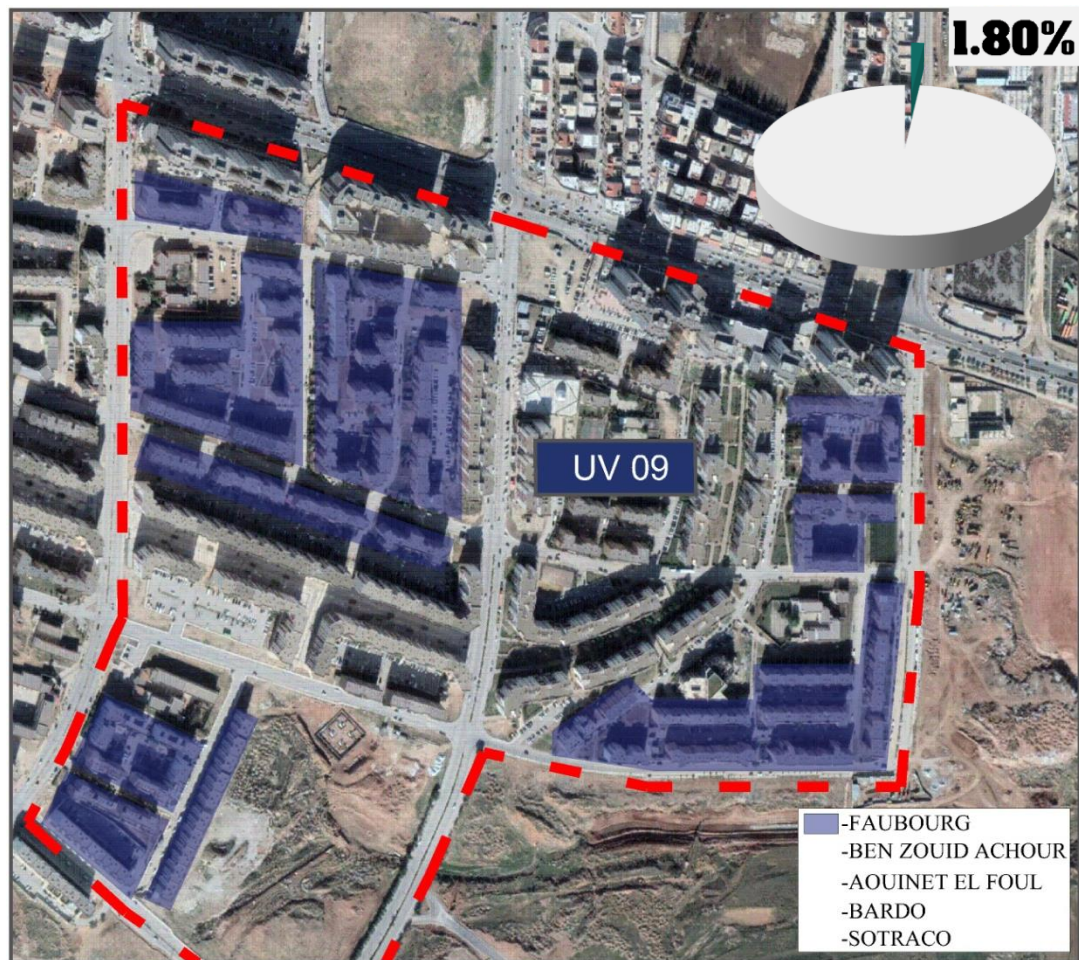 1.80%
UV 09
-FAUBOURG
-BEN ZOUID ACHOUR
-AOUINET EL FOUL
-BARDO
-SOTRACO